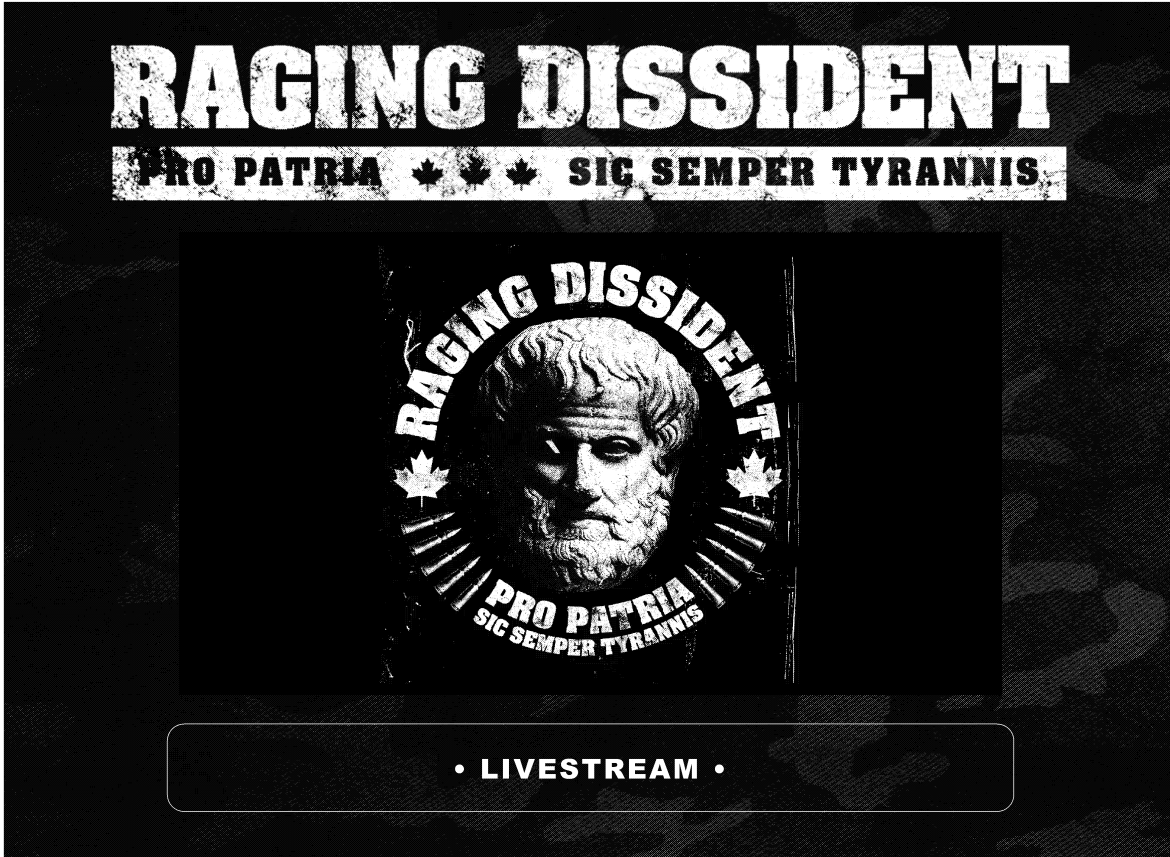 RAGING DISSIDENT
PRO PATRIA SIC SEMPER TYRANNIS
RAGING DISSIDENT
PRO PATRIA
SIC SEMPER TYRANNIS
• LIVESTREAM •